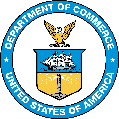 DEPARTMENT OF COMMERCE
UNITED STATES OF AMERICA